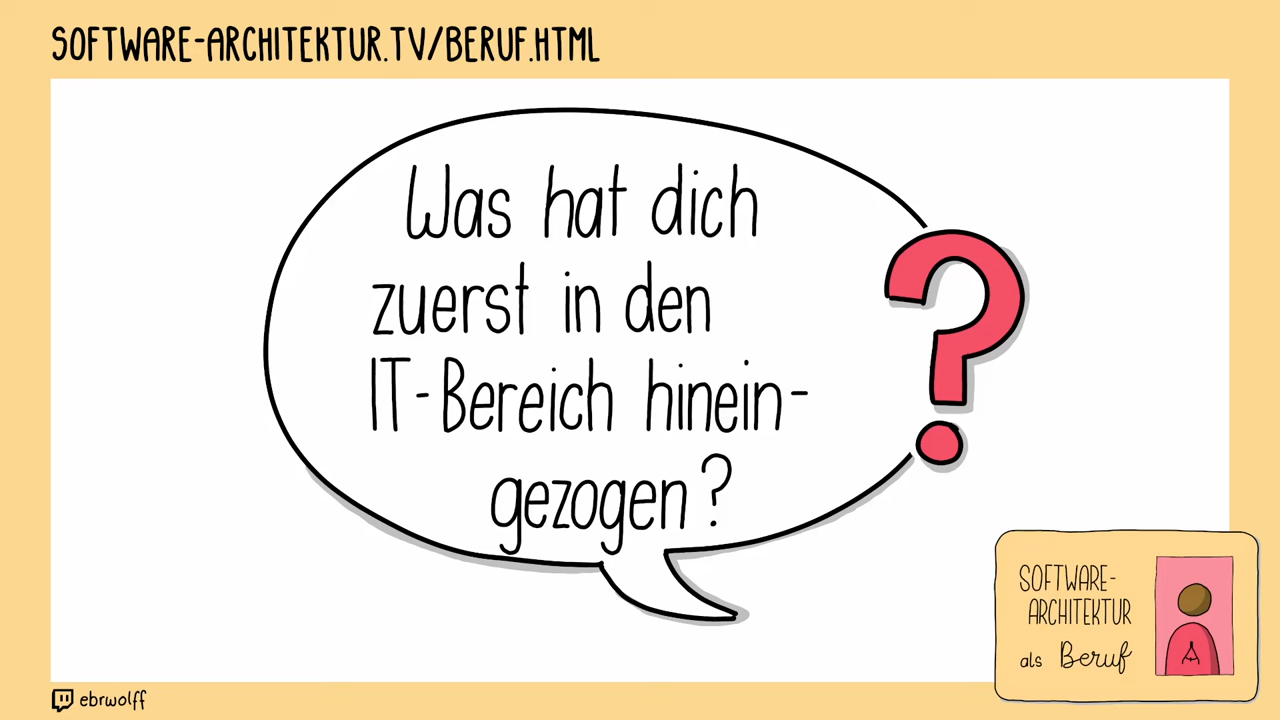 SOFTWARE-ARCHITEKTUR.TV/BERUF.HTML
Was hat dich
zuerst in den
IT-Bereich hinein-
gezogen?
SOFTWARE-
ARCHITEKTUR
als Beruf
ebrwolff